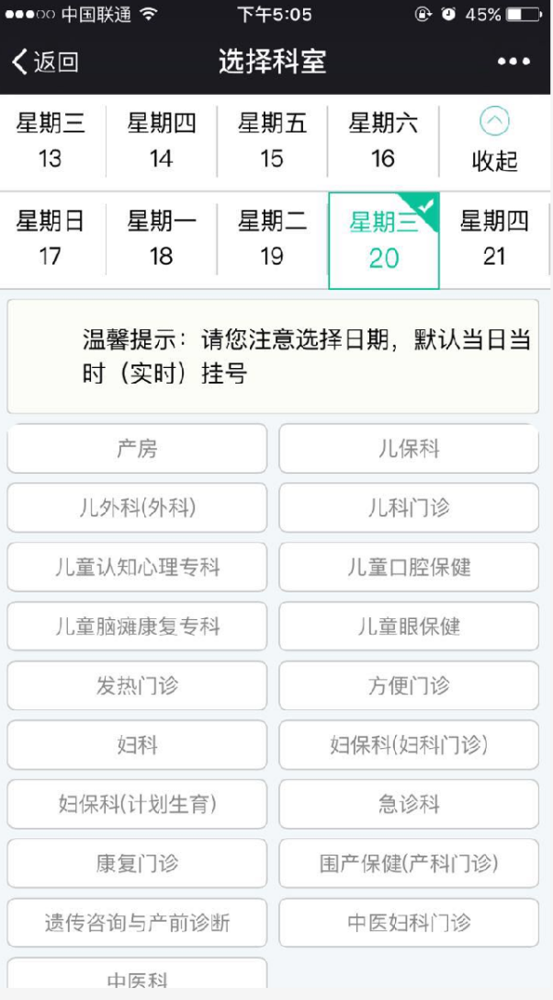 中国联通 下午5:05 45%
返回 选择科室
星期三 星期四 星期五 星期六
13 14 15 16 收起
星期日 星期一 星期二 星期三 星期四
17 18 19 20 21
温馨提示：请您注意选择日期，默认当日当
时（实时）挂号
产房 儿保科
儿外科(外科) 儿科门诊
儿童认知心理专科 儿童口腔保健
儿童脑瘫康复专科 儿童眼保健
发热门诊 方便门诊
妇科 妇保科(妇科门诊)
妇保科(计划生育) 急诊科
康复门诊 围产保健(产科门诊)
遗传咨询与产前诊断 中医妇科门诊
中医科